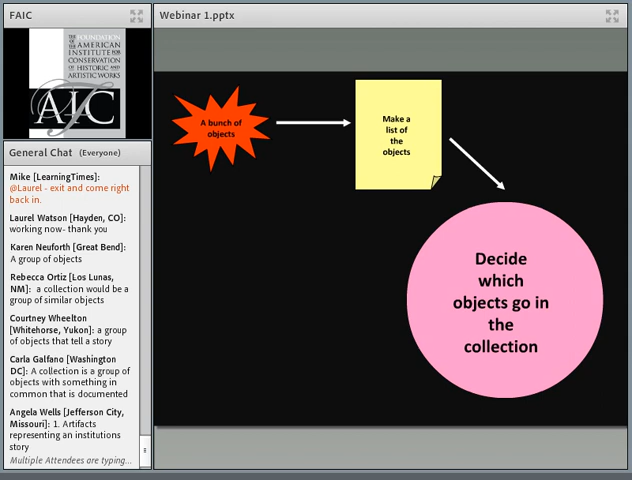 FAIC
THE FOUNDATION
OF THE AMERICAN
INSTITUTE FOR
CONSERVATION
OF HISTORIC AND
ARTISTIC WORKS
AIC
General Chat (Everyone)
Mike [LearningTimes]:
@Laurel - exit and come right
back in.
Laurel Watson [Hayden, CO]:
working now- thank you
Karen Neuforth [Great Bend]:
A group of objects
Rebecca Ortiz [Los Lunas,
NM]: a collection would be a
group of similar objects
Courtney Wheelton
[Whitehorse, Yukon]: a group
of objects that tell a story
Carla Galfano [Washington
DC]: A collection is a group of
objects with something in
common that is documented
Angela Wells [Jefferson City,
Missouri]: 1. Artifacts
representing an institutions
story
Multiple Attendees are typing...
Webinar 1.pptx
A bunch of
objects
Make a
list of
the
objects
Decide
which
objects go in
the
collection